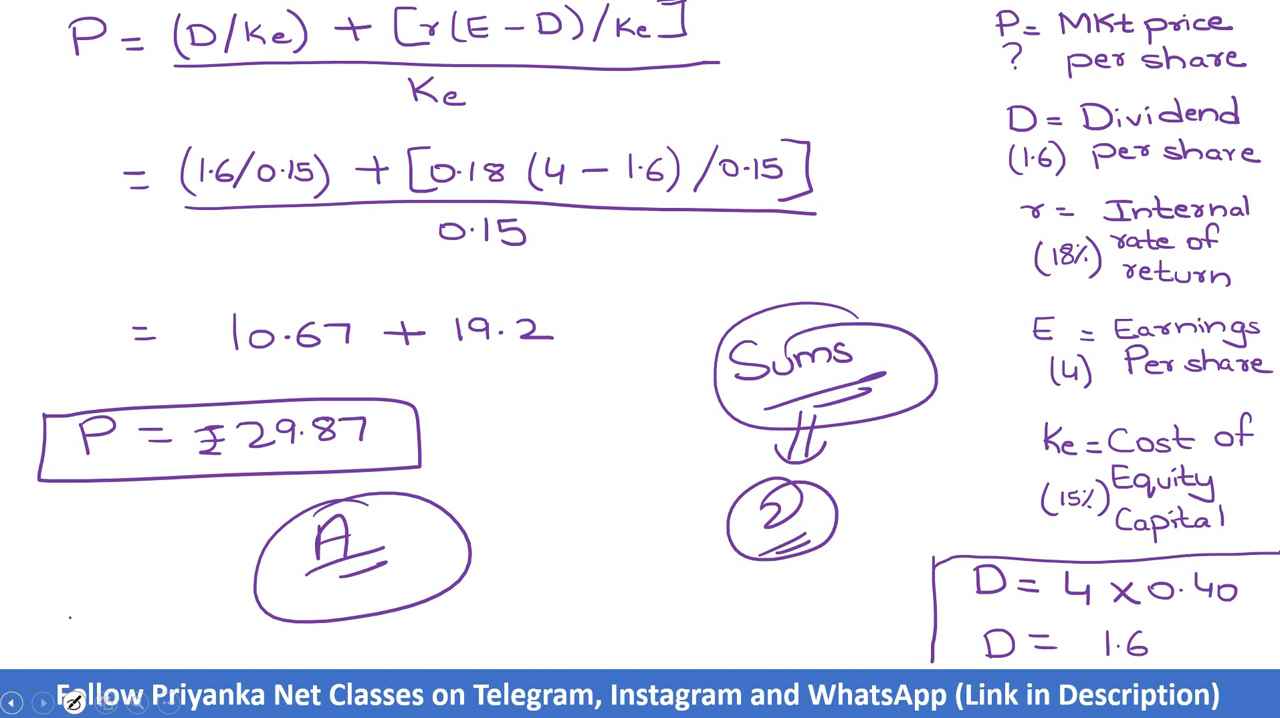 P = (D/Ke) + [r(E - D)/Ke]
Ke
= (1.6/0.15) + [0.18 (4 - 1.6) /0.15]
0.15
= 10.67 + 19.2
P = ₹29.87
A
Sums
2
P = Mkt price
? per share
D = Dividend
(1.6) per share
r = Internal
(18%) rate of
return
E = Earnings
(4) Per share
Ke = Cost of
(15%) Equity
Capital
D = 4 × 0.40
D = 1.6
Follow Priyanka Net Classes on Telegram, Instagram and WhatsApp (Link in Description)